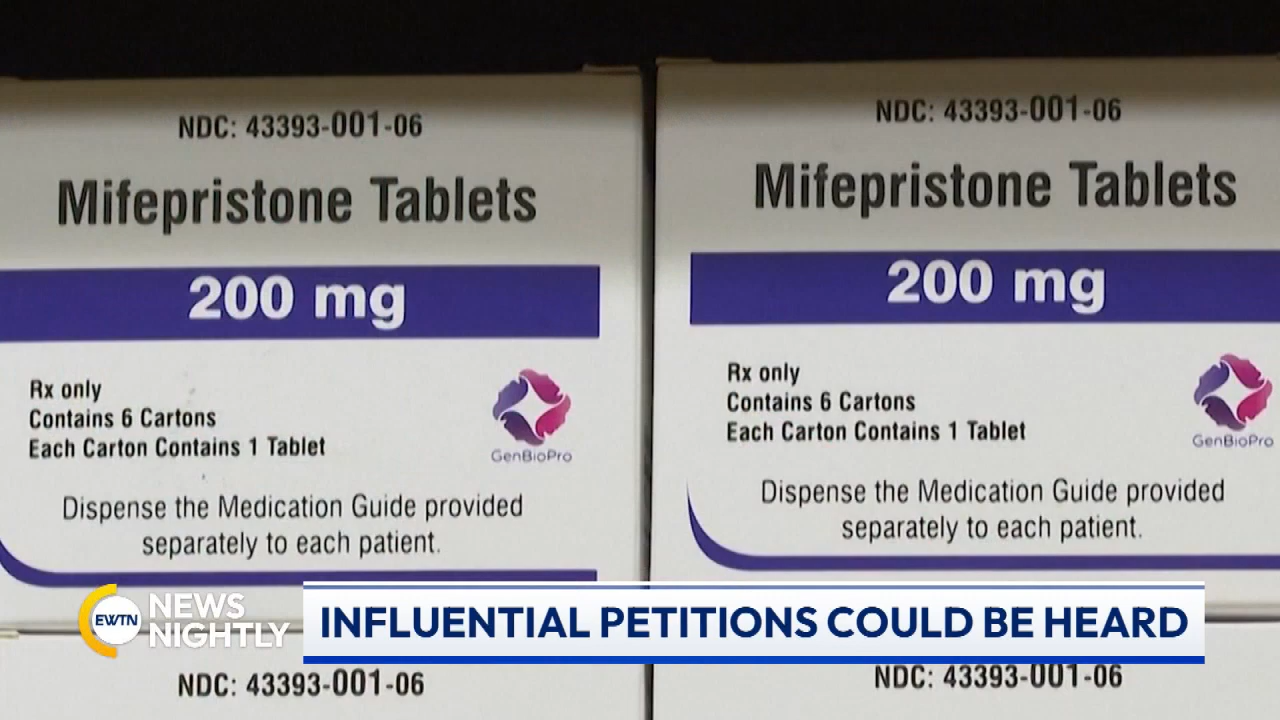 NDC: 43393-001-06
Mifepristone Tablets
200 mg
Rx only
Contains 6 Cartons
Each Carton Contains 1 Tablet
GenBioPro
Dispense the Medication Guide provided
separately to each patient.
NDC: 43393-001-06
Mifepristone Tablets
200 mg
Rx only
Contains 6 Cartons
Each Carton Contains 1 Tablet
GenBioPro
Dispense the Medication Guide provided
separately to each patient.
EWTN NEWS
NIGHTLY
INFLUENTIAL PETITIONS COULD BE HEARD
NDC: 43393-001-06
NDC: 43393-001-06